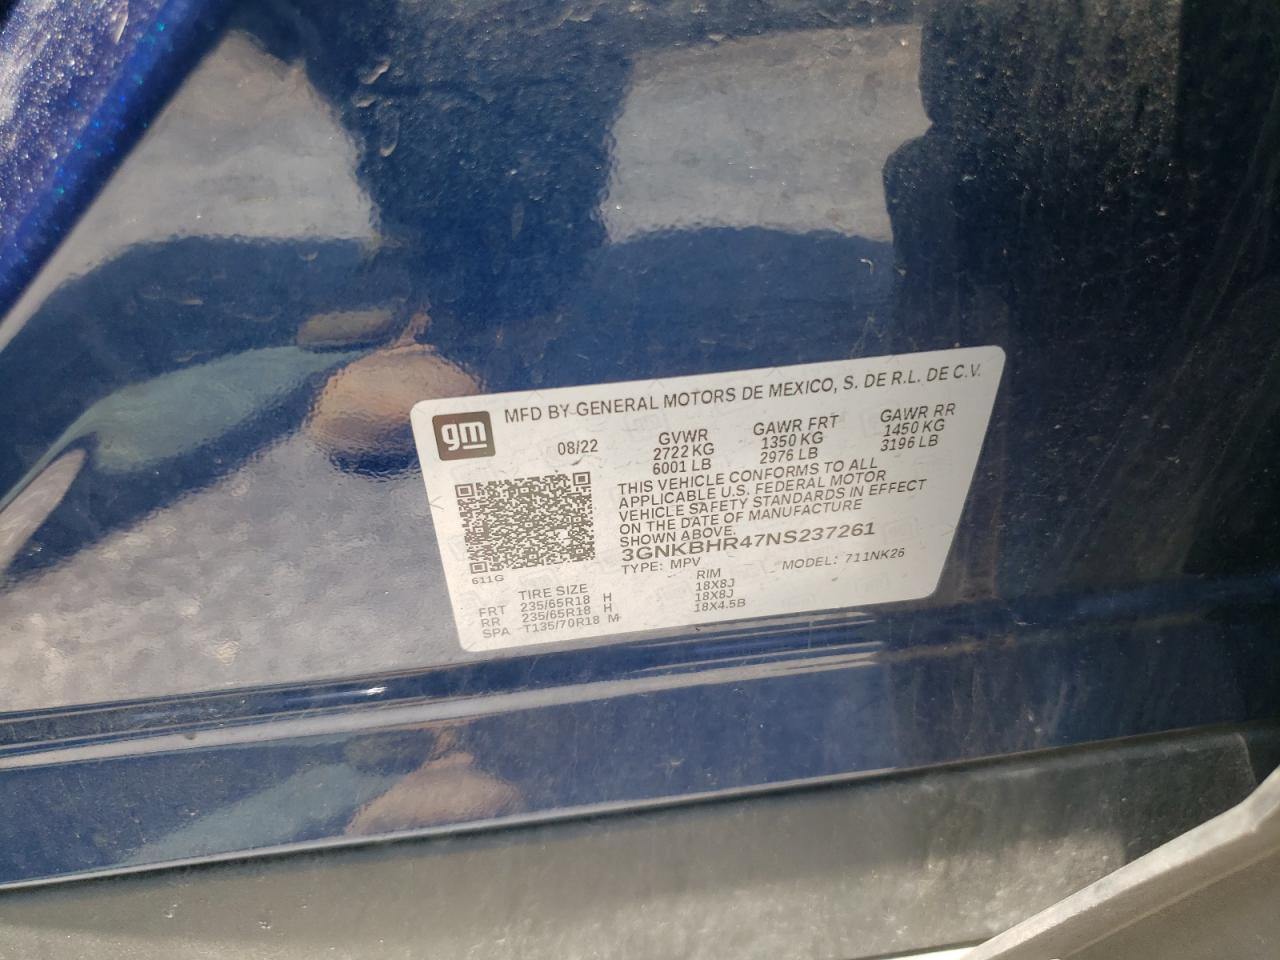 gm
MFD BY GENERAL MOTORS DE MEXICO, S. DE R.L. DE C.V.
08/22 GVWR GAWR FRT GAWR RR
2722 KG 1350 KG 1450 KG
6001 LB 2976 LB 3196 LB
THIS VEHICLE CONFORMS TO ALL
APPLICABLE U.S. FEDERAL MOTOR
VEHICLE SAFETY STANDARDS IN EFFECT
ON THE DATE OF MANUFACTURE
SHOWN ABOVE.
3GNKBHR47NS237261
TYPE: MPV MODEL: 711NK26
611G
TIRE SIZE RIM
FRT 235/65R18 H 18X8J
RR 235/65R18 H 18X8J
SPA T135/70R18 M 18X4.5B